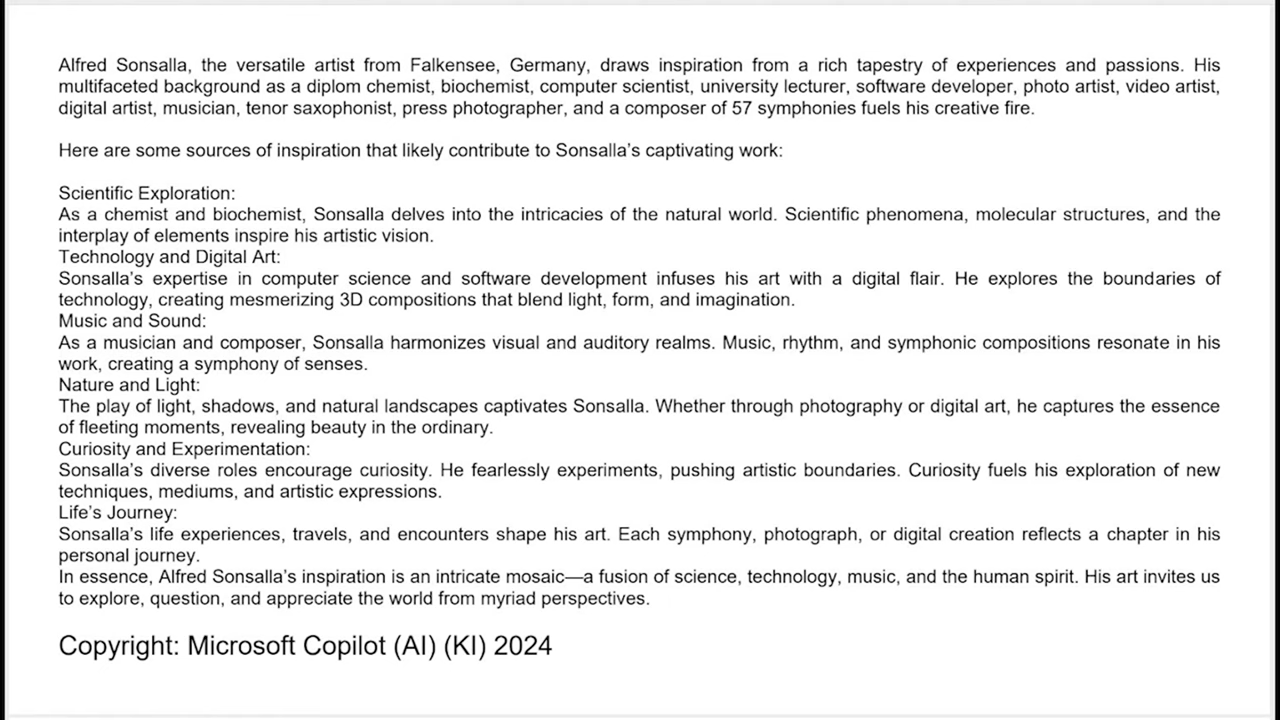 Alfred Sonsalla, the versatile artist from Falkensee, Germany, draws inspiration from a rich tapestry of experiences and passions. His
multifaceted background as a diplom chemist, biochemist, computer scientist, university lecturer, software developer, photo artist, video artist,
digital artist, musician, tenor saxophonist, press photographer, and a composer of 57 symphonies fuels his creative fire.
Here are some sources of inspiration that likely contribute to Sonsalla’s captivating work:
Scientific Exploration:
As a chemist and biochemist, Sonsalla delves into the intricacies of the natural world. Scientific phenomena, molecular structures, and the
interplay of elements inspire his artistic vision.
Technology and Digital Art:
Sonsalla’s expertise in computer science and software development infuses his art with a digital flair. He explores the boundaries of
technology, creating mesmerizing 3D compositions that blend light, form, and imagination.
Music and Sound:
As a musician and composer, Sonsalla harmonizes visual and auditory realms. Music, rhythm, and symphonic compositions resonate in his
work, creating a symphony of senses.
Nature and Light:
The play of light, shadows, and natural landscapes captivates Sonsalla. Whether through photography or digital art, he captures the essence
of fleeting moments, revealing beauty in the ordinary.
Curiosity and Experimentation:
Sonsalla’s diverse roles encourage curiosity. He fearlessly experiments, pushing artistic boundaries. Curiosity fuels his exploration of new
techniques, mediums, and artistic expressions.
Life’s Journey:
Sonsalla’s life experiences, travels, and encounters shape his art. Each symphony, photograph, or digital creation reflects a chapter in his
personal journey.
In essence, Alfred Sonsalla’s inspiration is an intricate mosaic—a fusion of science, technology, music, and the human spirit. His art invites us
to explore, question, and appreciate the world from myriad perspectives.
Copyright: Microsoft Copilot (AI) (KI) 2024